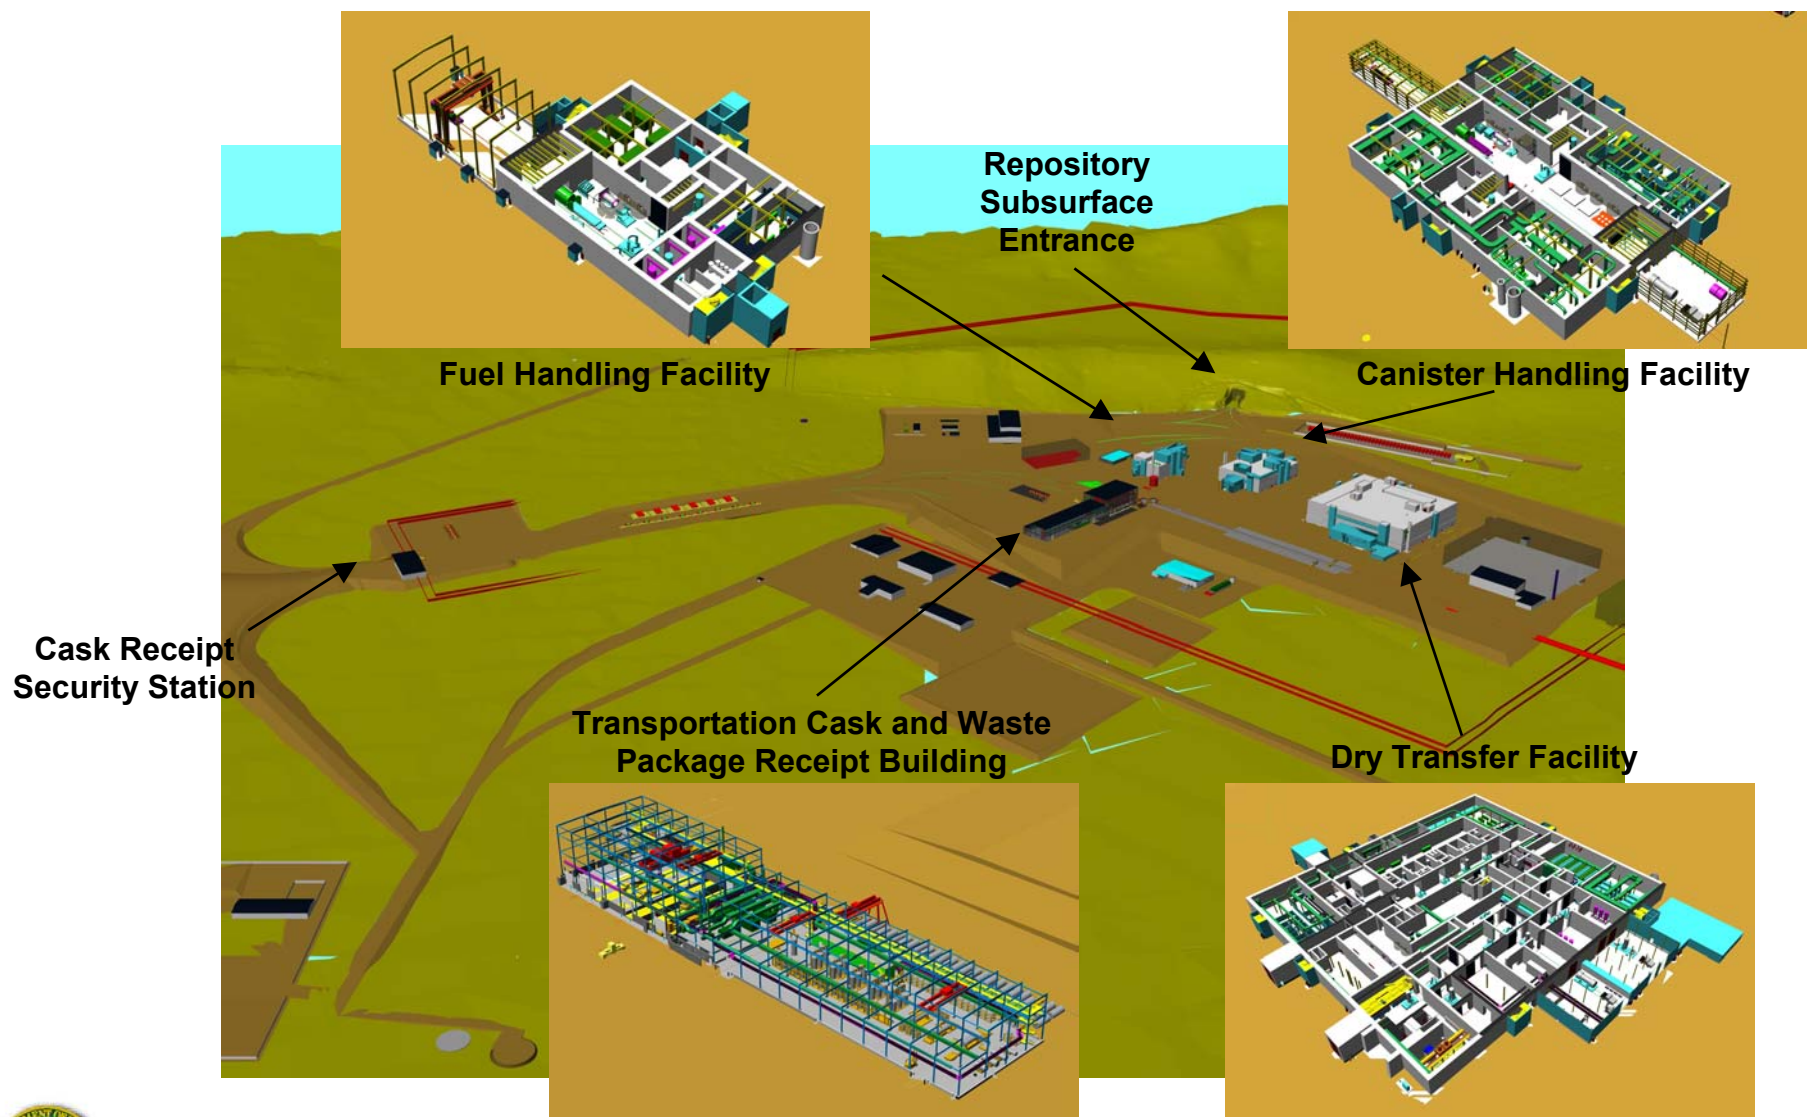 Repository
Subsurface
Entrance
Fuel Handling Facility
Canister Handling Facility
Cask Receipt
Security Station
Transportation Cask and Waste
Package Receipt Building
Dry Transfer Facility